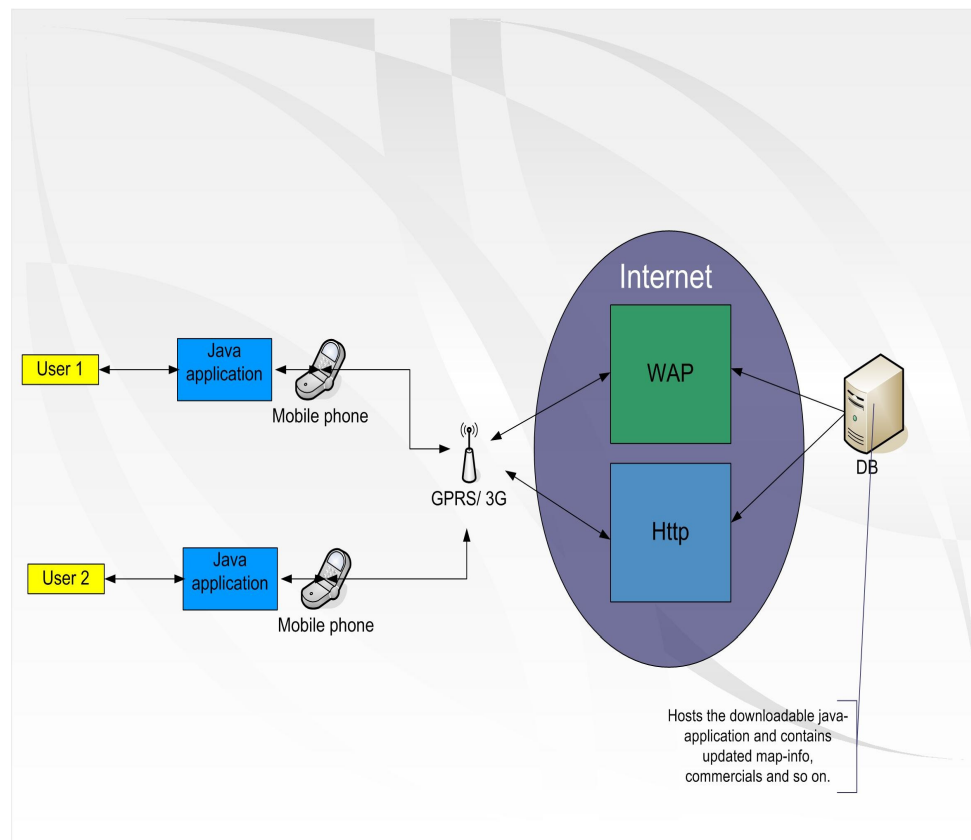 Internet
User 1
Java
application
Mobile phone
WAP
DB
GPRS/ 3G
Http
User 2
Java
application
Mobile phone
Hosts the downloadable java-
application and contains
updated map-info,
commercials and so on.